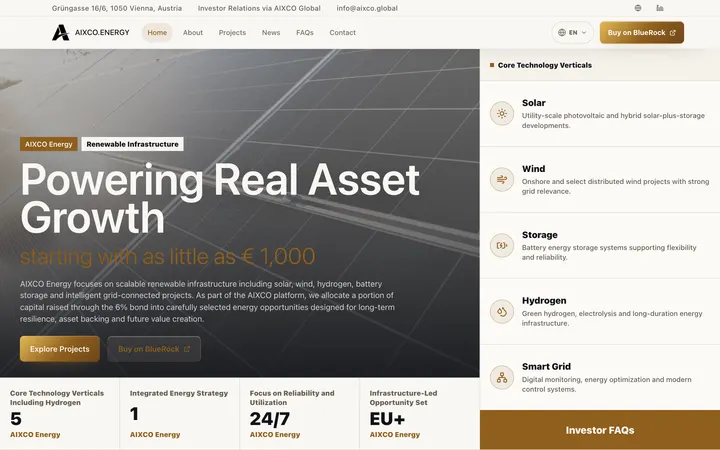 Grüngasse 16/6, 1050 Vienna, Austria
Investor Relations via AIXCO Global
info@aixco.global
AIXCO.ENERGY
Home
About
Projects
News
FAQs
Contact
EN
Buy on BlueRock
AIXCO Energy
Renewable Infrastructure
Powering Real Asset
Growth
starting with as little as € 1,000
AIXCO Energy focuses on scalable renewable infrastructure including solar, wind, hydrogen, battery
storage and intelligent grid-connected projects. As part of the AIXCO platform, we allocate a portion of
capital raised through the 6% bond into carefully selected energy opportunities designed for long-term
resilience, asset backing and future value creation.
Explore Projects
Buy on BlueRock
Core Technology Verticals
Including Hydrogen
5
AIXCO Energy
Integrated Energy Strategy
1
AIXCO Energy
Focus on Reliability and
Utilization
24/7
AIXCO Energy
Infrastructure-Led
Opportunity Set
EU+
AIXCO Energy
Core Technology Verticals
Solar
Utility-scale photovoltaic and hybrid solar-plus-storage
developments.
Wind
Onshore and select distributed wind projects with strong
grid relevance.
Storage
Battery energy storage systems supporting flexibility
and reliability.
Hydrogen
Green hydrogen, electrolysis and long-duration energy
infrastructure.
Smart Grid
Digital monitoring, energy optimization and modern
control systems.
Investor FAQs